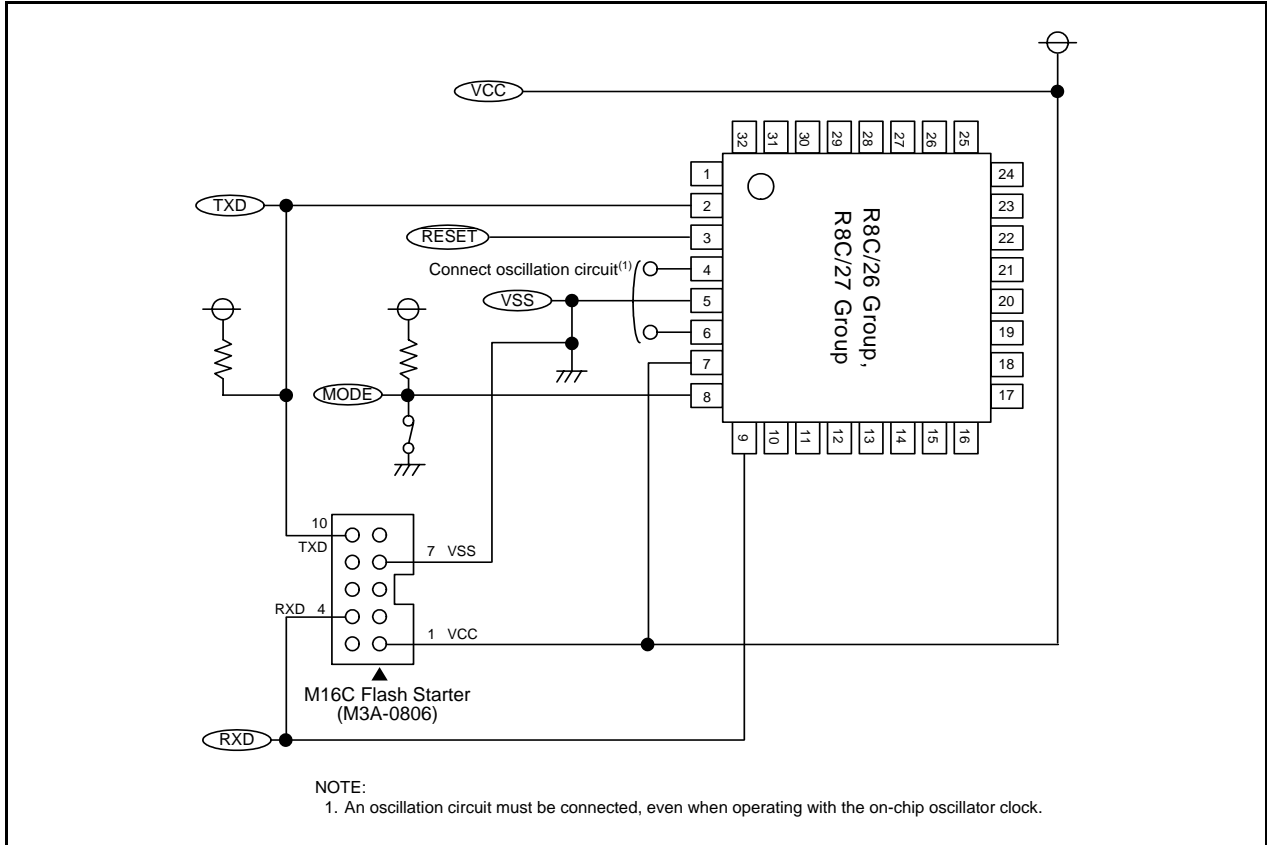 VCC
32 31 30 29 28 27 26 25
1 24
TXD 2 23
RESET 3 22
Connect oscillation circuit(1) 4 21
VSS 5 20
6 19
7 18
MODE 8 17
R8C/26 Group,
R8C/27 Group
9 10 11 12 13 14 15 16
10
TXD
7 VSS
RXD 4
1 VCC
M16C Flash Starter
(M3A-0806)
RXD
NOTE:
1. An oscillation circuit must be connected, even when operating with the on-chip oscillator clock.